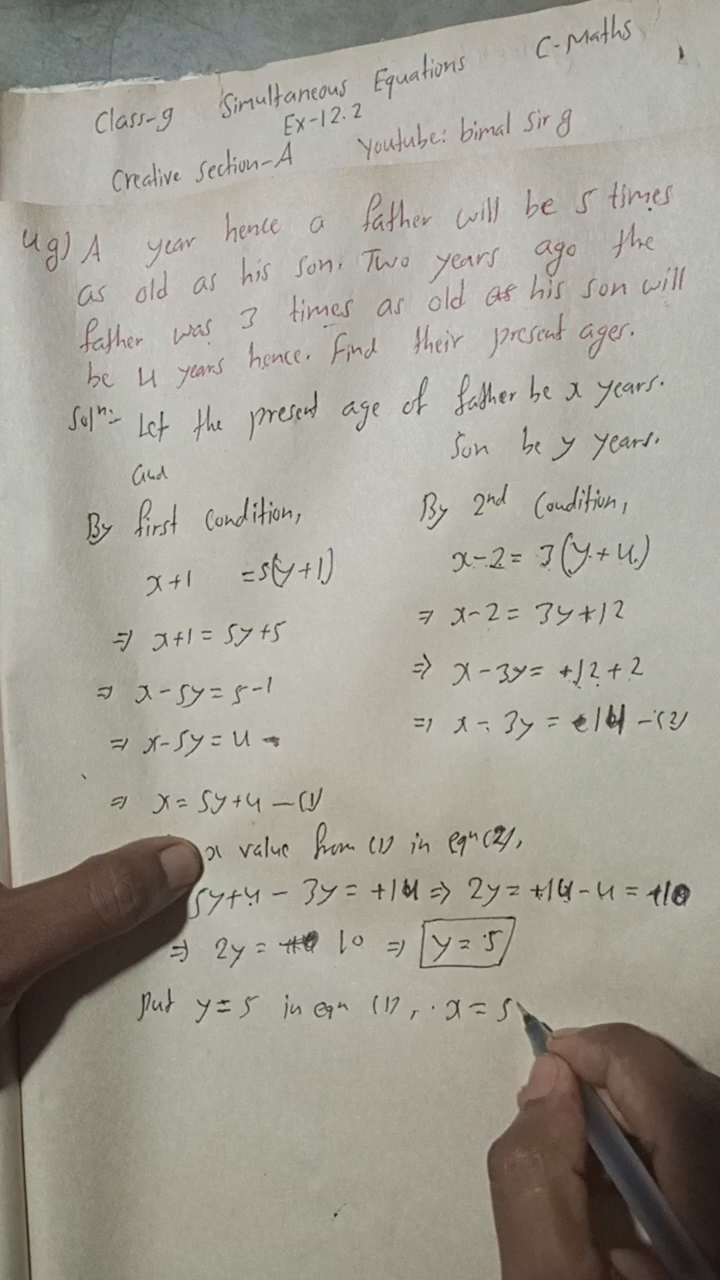 Class-9 Simultaneous Equations C-Maths
Ex-12.2
Creative Section-A Youtube: bimal Sir g
4g) A year hence a father will be 5 times
as old as his son. Two years ago the
father was 3 times as old as his son will
be 4 years hence. Find their present ages.
Solⁿ:- Let the present age of father be x years.
and Son be y years.
By first Condition,
x+1 =5(y+1)
⇒ x+1 = 5y+5
⇒ x-5y=5-1
⇒ x-5y=4
⇒ x=5y+4 —(1)
By 2nd Condition,
x-2= 3(y+4)
⇒ x-2= 3y+12
⇒ x-3y= +12+2
⇒ x-3y= 14 —(2)
x value from (1) in eqn(2),
5y+4-3y=+14 ⇒ 2y=+14-4=+10
⇒ 2y= 10 ⇒ y=5
Put y=5 in eqn (1), x=5